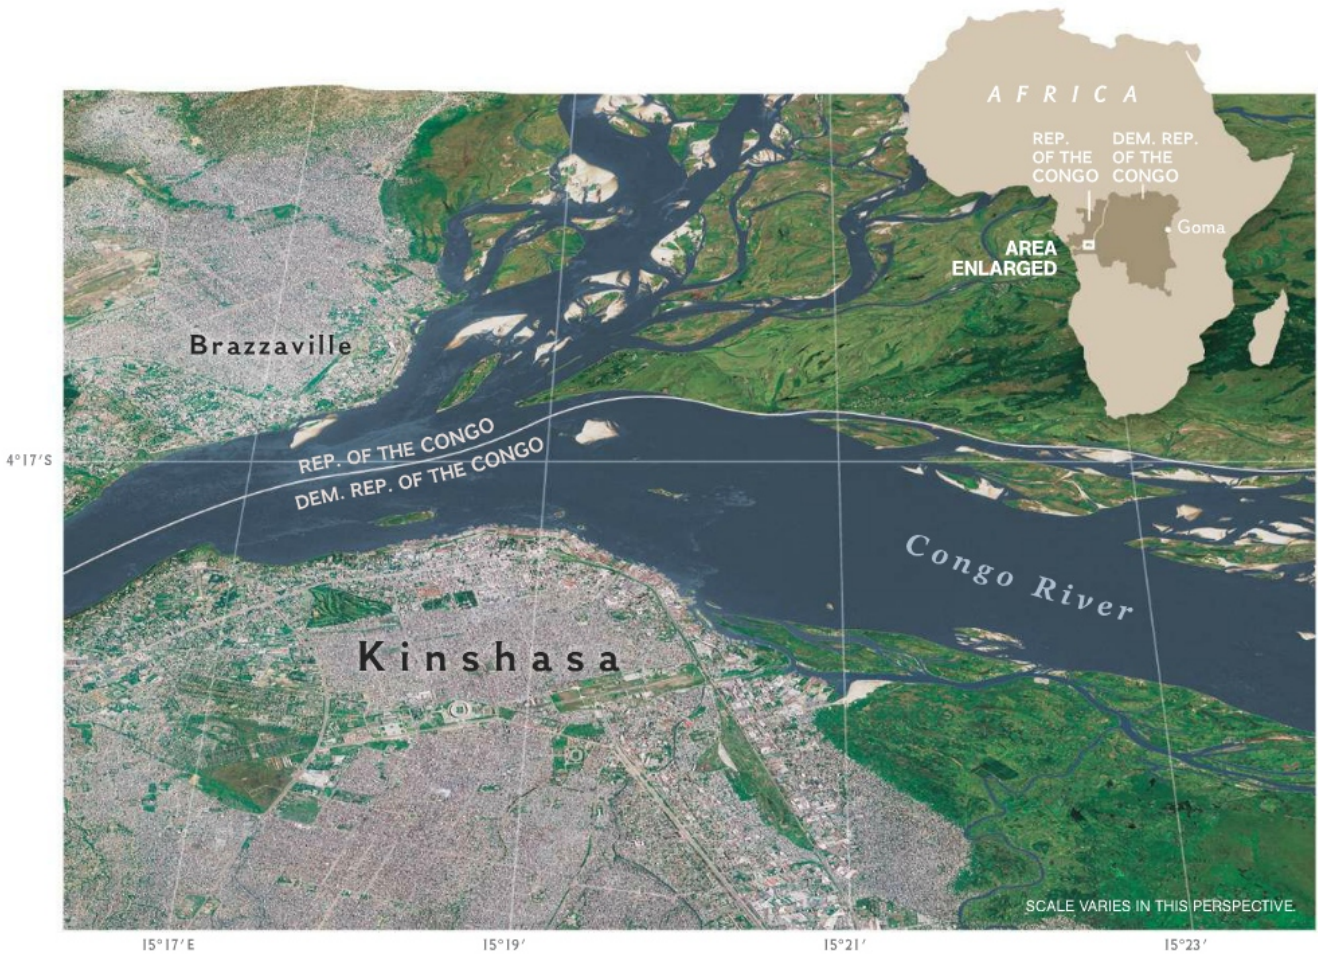 AFRICA
REP.
OF THE
CONGO
DEM. REP.
OF THE
CONGO
Goma
AREA
ENLARGED
Brazzaville
REP. OF THE CONGO
DEM. REP. OF THE CONGO
4°17'S
Congo River
Kinshasa
SCALE VARIES IN THIS PERSPECTIVE.
15°17'E
15°19'
15°21'
15°23'